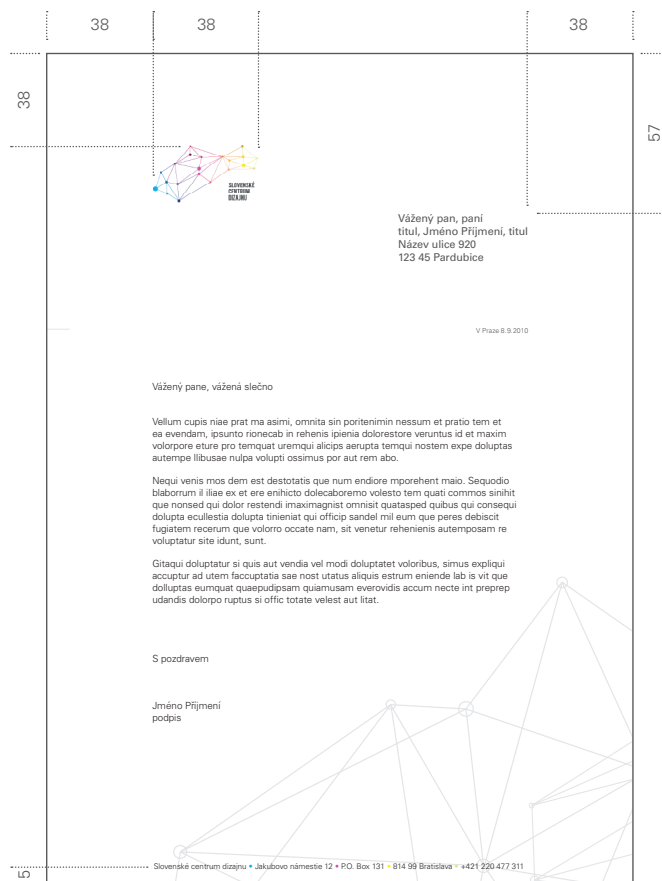 38 38 38
38
57
SLOVENSKÉ
CENTRUM
DIZAJNU
Vážený pan, paní
titul, Jméno Příjmení, titul
Název ulice 920
123 45 Pardubice
V Praze 8.9.2010
Vážený pane, vážená slečno
Vellum cupis niae prat ma asimi, omnita sin poritenimin nessum et pratio tem et
ea evendam, ipsunto rionecab in rehenis ipienia dolorestore veruntus id et maxim
volorpore eture pro temquat uremqui alicips aerupta temqui nostem expe doluptas
autempe llibusae nulpa volupti ossimus por aut rem abo.
Nequi venis mos dem est destotatis que num endiore mporehent maio. Sequodio
blaborrum il iliae ex et ere enihicto dolecaboremo volesto tem quati commos sinihit
que nonsed qui dolor restendi imaximagnist omnisit quatasped quibus qui consequi
dolupta ecullestia dolupta tinieniat qui officip sandel mil eum que peres debiscit
fugiatem recerum que volorro occate nam, sit venetur rehenienis autemposam re
voluptatur site idunt, sunt.
Gitaqui doluptatur si quis aut vendia vel modi doluptatet voloribus, simus expliqui
accuptur ad utem faccuptatia sae nost utatus aliquis estrum eniende lab is vit que
dolluptas eumquat quaepudipsam quiamusam everovidis accum necte int preprep
udandis dolorpo ruptus si offic totate velest aut litat.
S pozdravem
Jméno Příjmení
podpis
5
Slovenské centrum dizajnu • Jakubovo námestie 12 • P.O. Box 131 • 814 99 Bratislava • +421 220 477 311